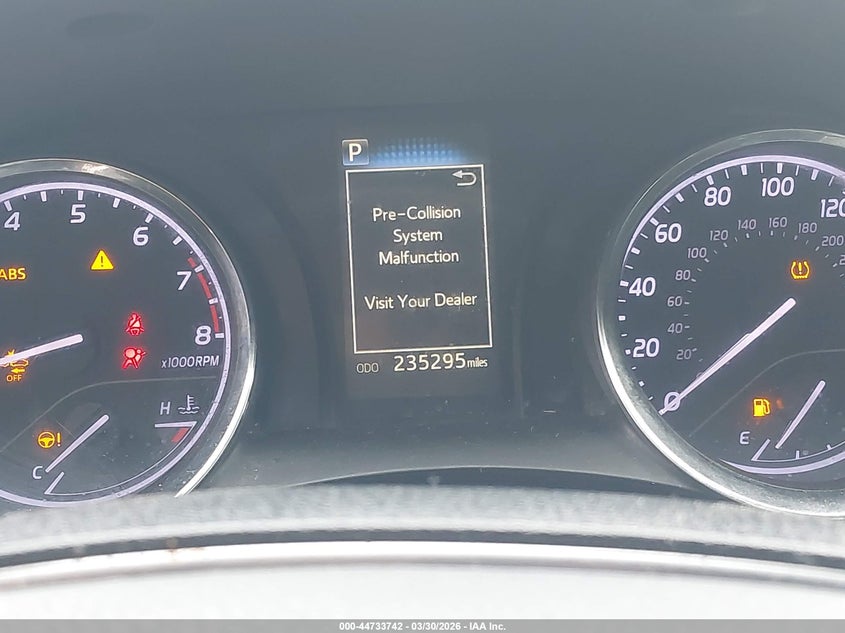 P
Pre-Collision
System
Malfunction
Visit Your Dealer
ODO 235295 miles
4
5
6
7
8
x1000RPM
ABS
OFF
H
C
!
0
20
40
60
80
100
120
20
40
60
80
100
120
140
160
180
200
E
000-44733742 - 03/30/2026 - IAA Inc.